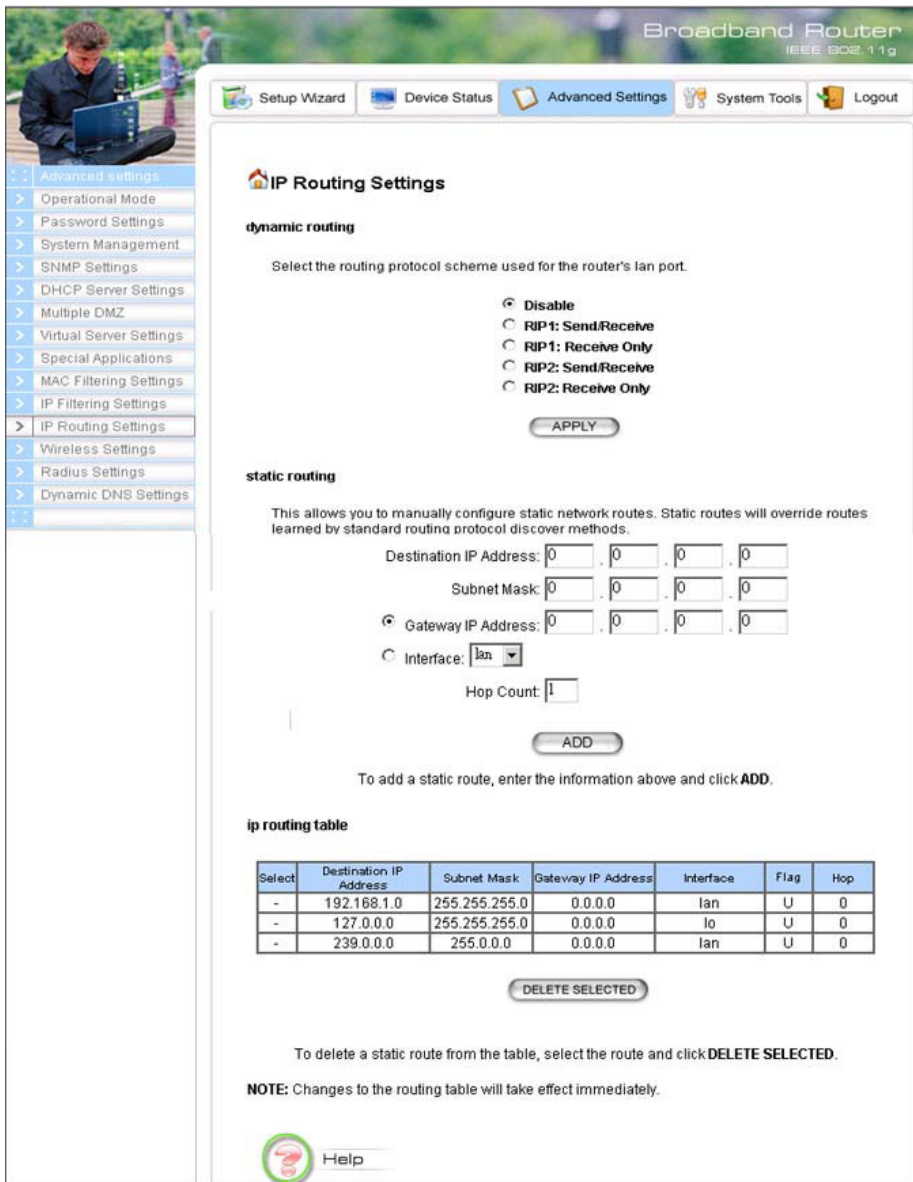 Broadband Router
IEEE 802.11g
Setup Wizard
Device Status
Advanced Settings
System Tools
Logout
Advanced settings
Operational Mode
Password Settings
System Management
SNMP Settings
DHCP Server Settings
Multiple DMZ
Virtual Server Settings
Special Applications
MAC Filtering Settings
IP Filtering Settings
IP Routing Settings
Wireless Settings
Radius Settings
Dynamic DNS Settings
IP Routing Settings
dynamic routing
Select the routing protocol scheme used for the router's lan port.
Disable
RIP1: Send/Receive
RIP1: Receive Only
RIP2: Send/Receive
RIP2: Receive Only
APPLY
static routing
This allows you to manually configure static network routes. Static routes will override routes
learned by standard routing protocol discover methods.
Destination IP Address: 0 . 0 . 0 . 0
Subnet Mask: 0 . 0 . 0 . 0
Gateway IP Address: 0 . 0 . 0 . 0
Interface: lan
Hop Count: 1
ADD
To add a static route, enter the information above and click ADD.
ip routing table
Select Destination IP Address Subnet Mask Gateway IP Address Interface Flag Hop
- 192.168.1.0 255.255.255.0 0.0.0.0 lan U 0
- 127.0.0.0 255.255.255.0 0.0.0.0 lo U 0
- 239.0.0.0 255.0.0.0 0.0.0.0 lan U 0
DELETE SELECTED
To delete a static route from the table, select the route and click DELETE SELECTED.
NOTE: Changes to the routing table will take effect immediately.
Help